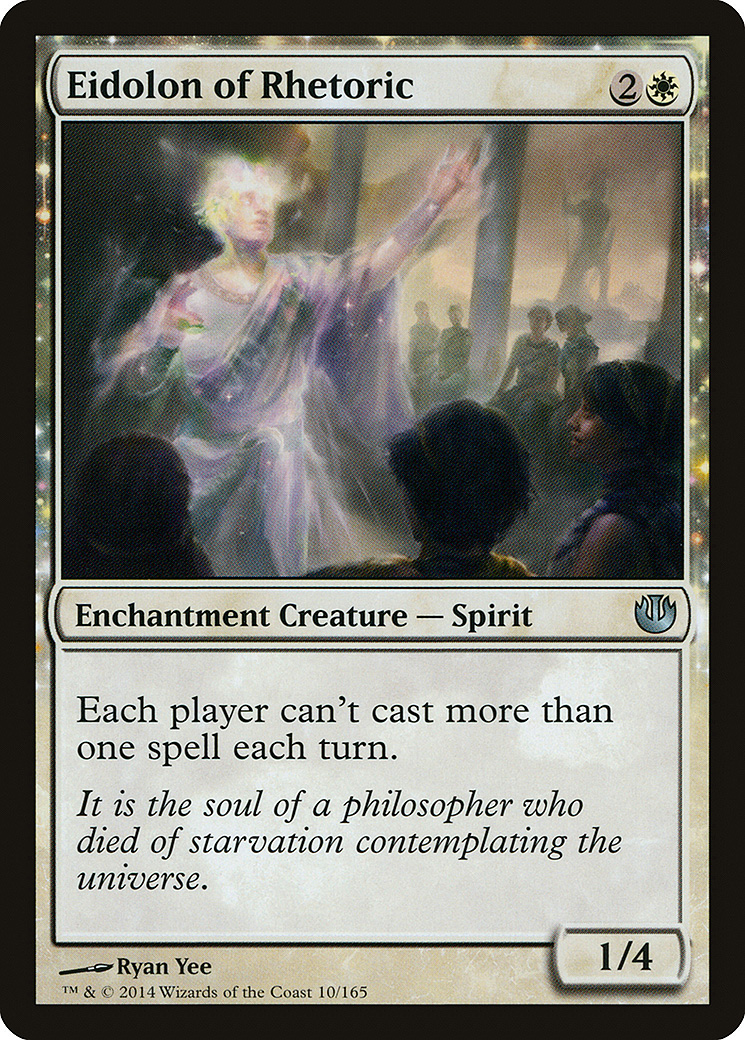 Eidolon of Rhetoric 2
Enchantment Creature — Spirit
Each player can't cast more than
one spell each turn.
It is the soul of a philosopher who
died of starvation contemplating the
universe.
1/4
Ryan Yee
™ & © 2014 Wizards of the Coast 10/165